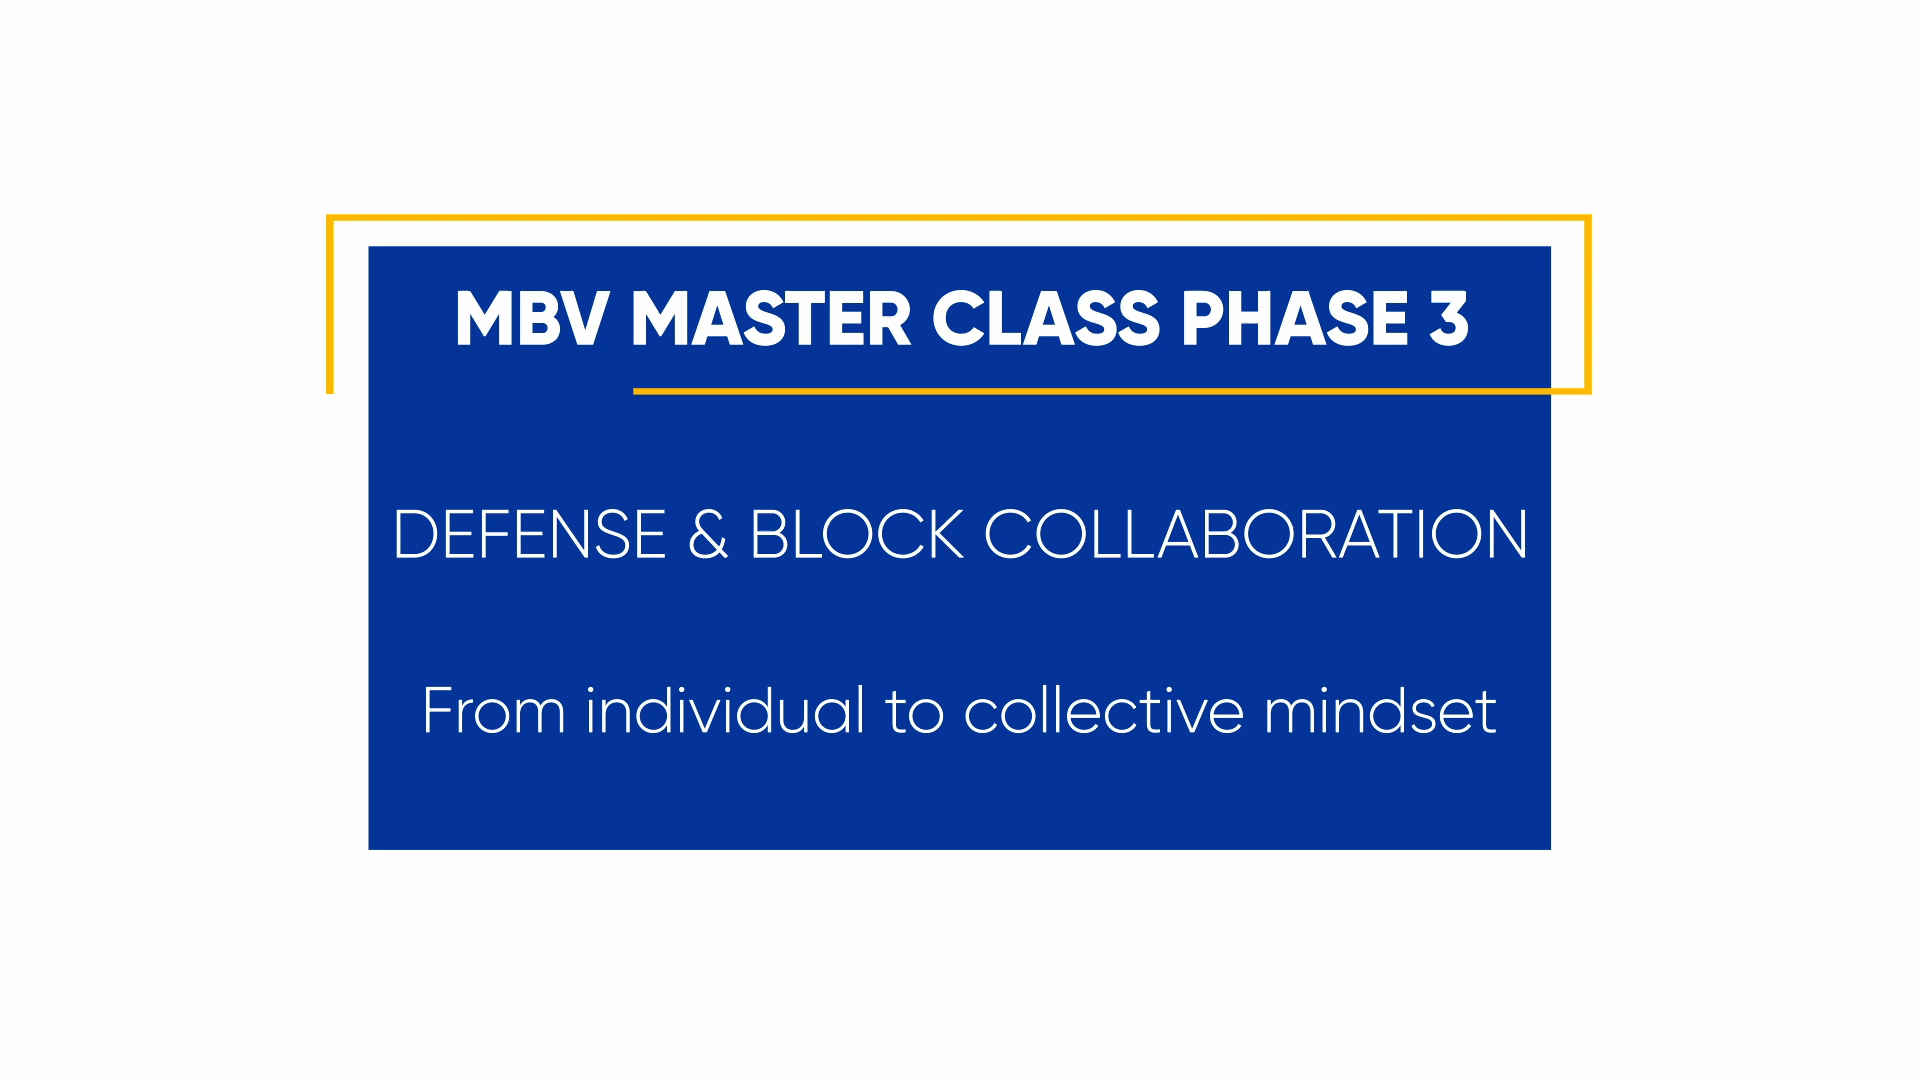 MBV MASTER CLASS PHASE 3
DEFENSE & BLOCK COLLABORATION
From individual to collective mindset